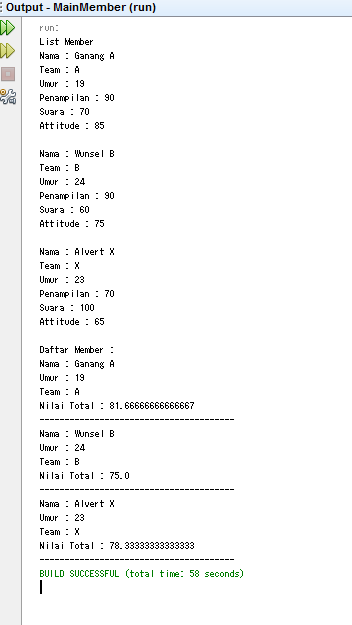 Output - MainMember (run)
run:
List Member
Nama : Ganang A
Team : A
Umur : 19
Penampilan : 90
Suara : 70
Attitude : 85
Nama : Wunsel B
Team : B
Umur : 24
Penampilan : 90
Suara : 60
Attitude : 75
Nama : Alvert X
Team : X
Umur : 23
Penampilan : 70
Suara : 100
Attitude : 65
Daftar Member :
Nama : Ganang A
Umur : 19
Team : A
Nilai Total : 81.66666666666667
----------------------------------------
Nama : Wunsel B
Umur : 24
Team : B
Nilai Total : 75.0
----------------------------------------
Nama : Alvert X
Umur : 23
Team : X
Nilai Total : 78.33333333333333
----------------------------------------
BUILD SUCCESSFUL (total time: 58 seconds)